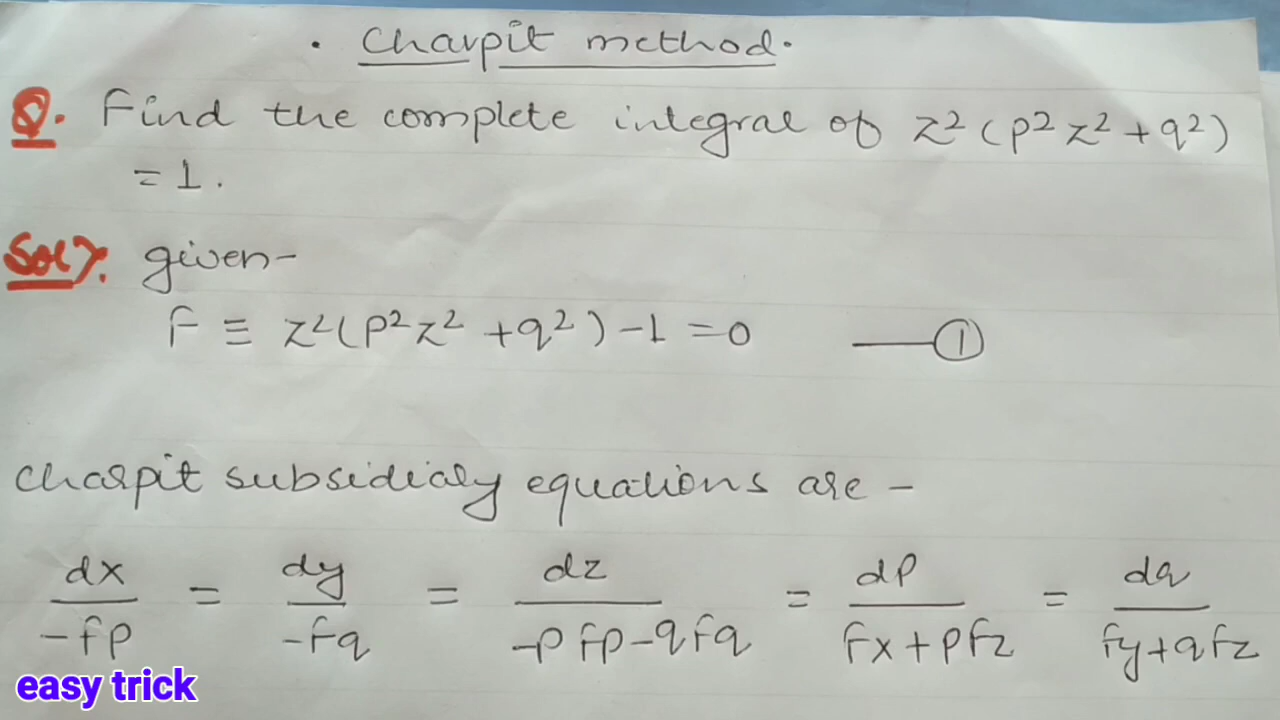 . Charpit method.
Q. Find the complete integral of z²(p²z²+q²)
= 1.
Sol?. given-
F ≡ z²(p²z² +q²) -1 = 0 —①
Charpit subsidialy equations are -
dx/-fp = dy/-fq = dz/-pfp-qfq = dp/fx+pfz = dq/fy+qfz
easy trick